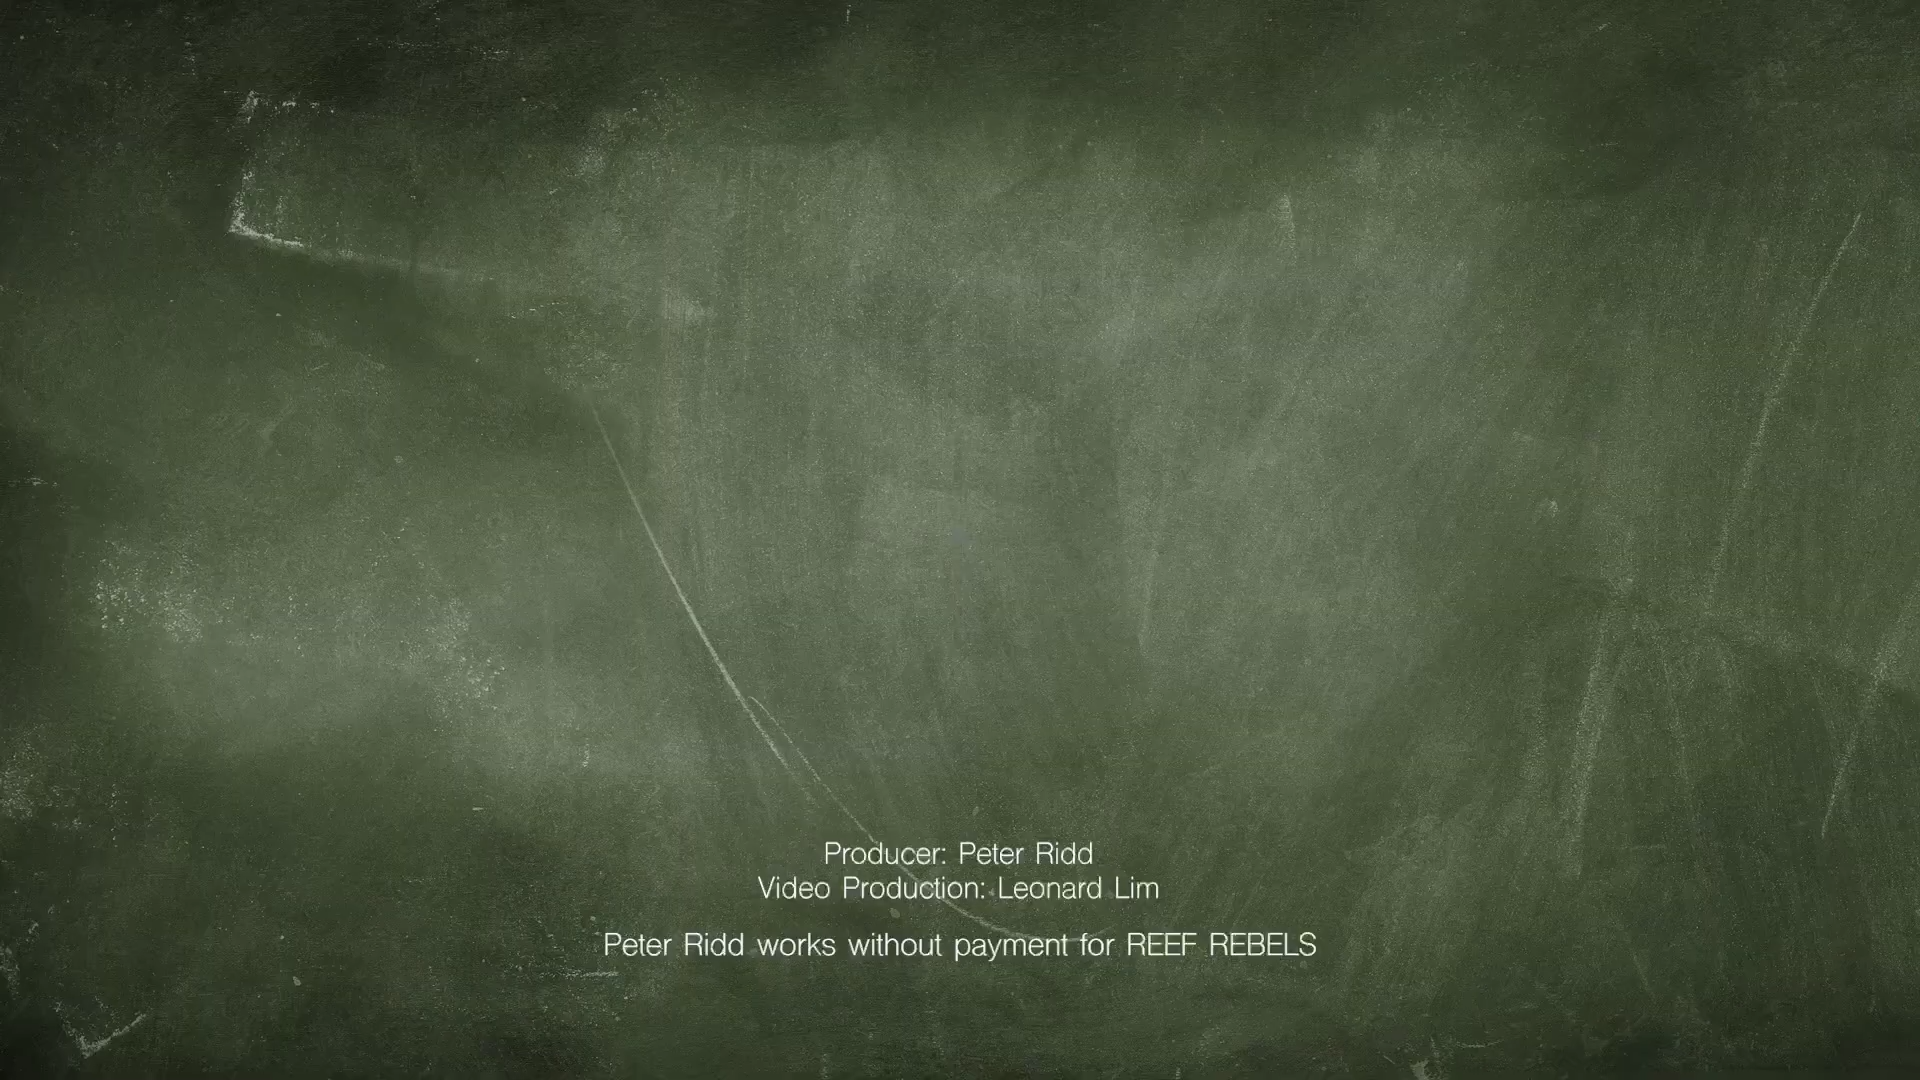 Producer: Peter Ridd
Video Production: Leonard Lim
Peter Ridd works without payment for REEF REBELS